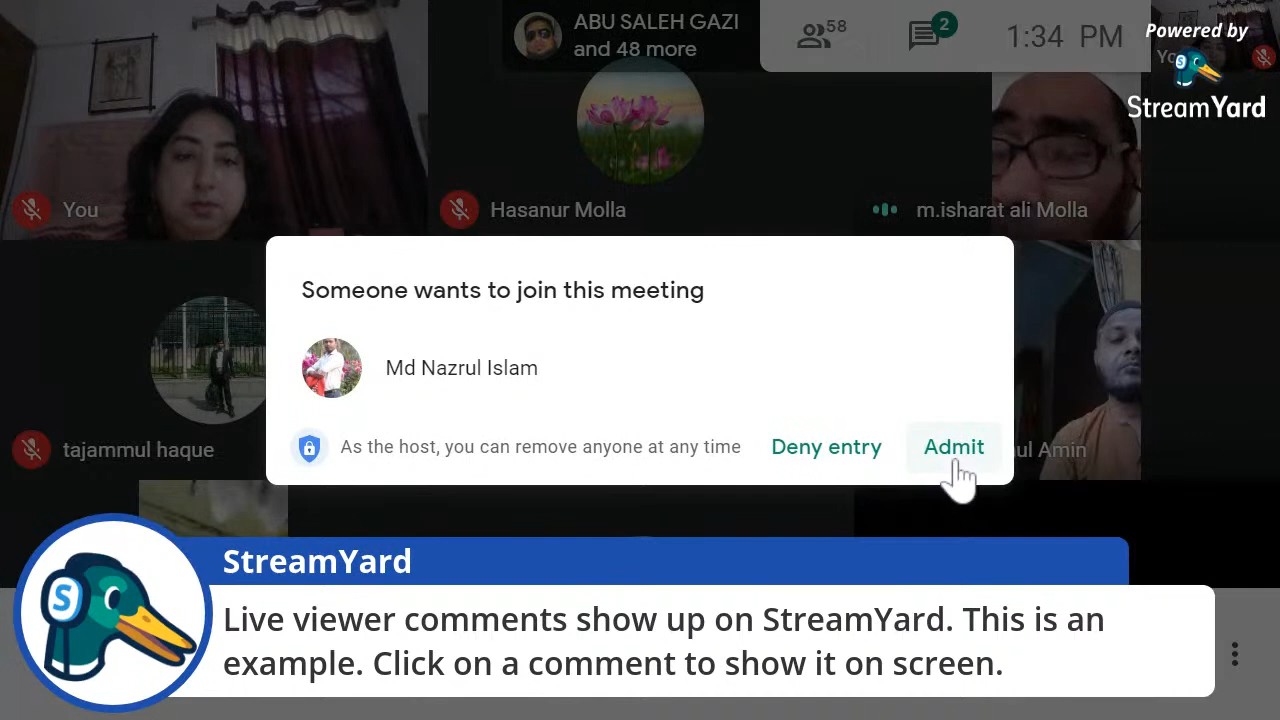 ABU SALEH GAZI
and 48 more
58
2
1:34 PM
Powered by
StreamYard
You
Hasanur Molla
m.isharat ali Molla
Someone wants to join this meeting
Md Nazrul Islam
As the host, you can remove anyone at any time
Deny entry
Admit
tajammul haque
ul Amin
S
StreamYard
Live viewer comments show up on StreamYard. This is an
example. Click on a comment to show it on screen.